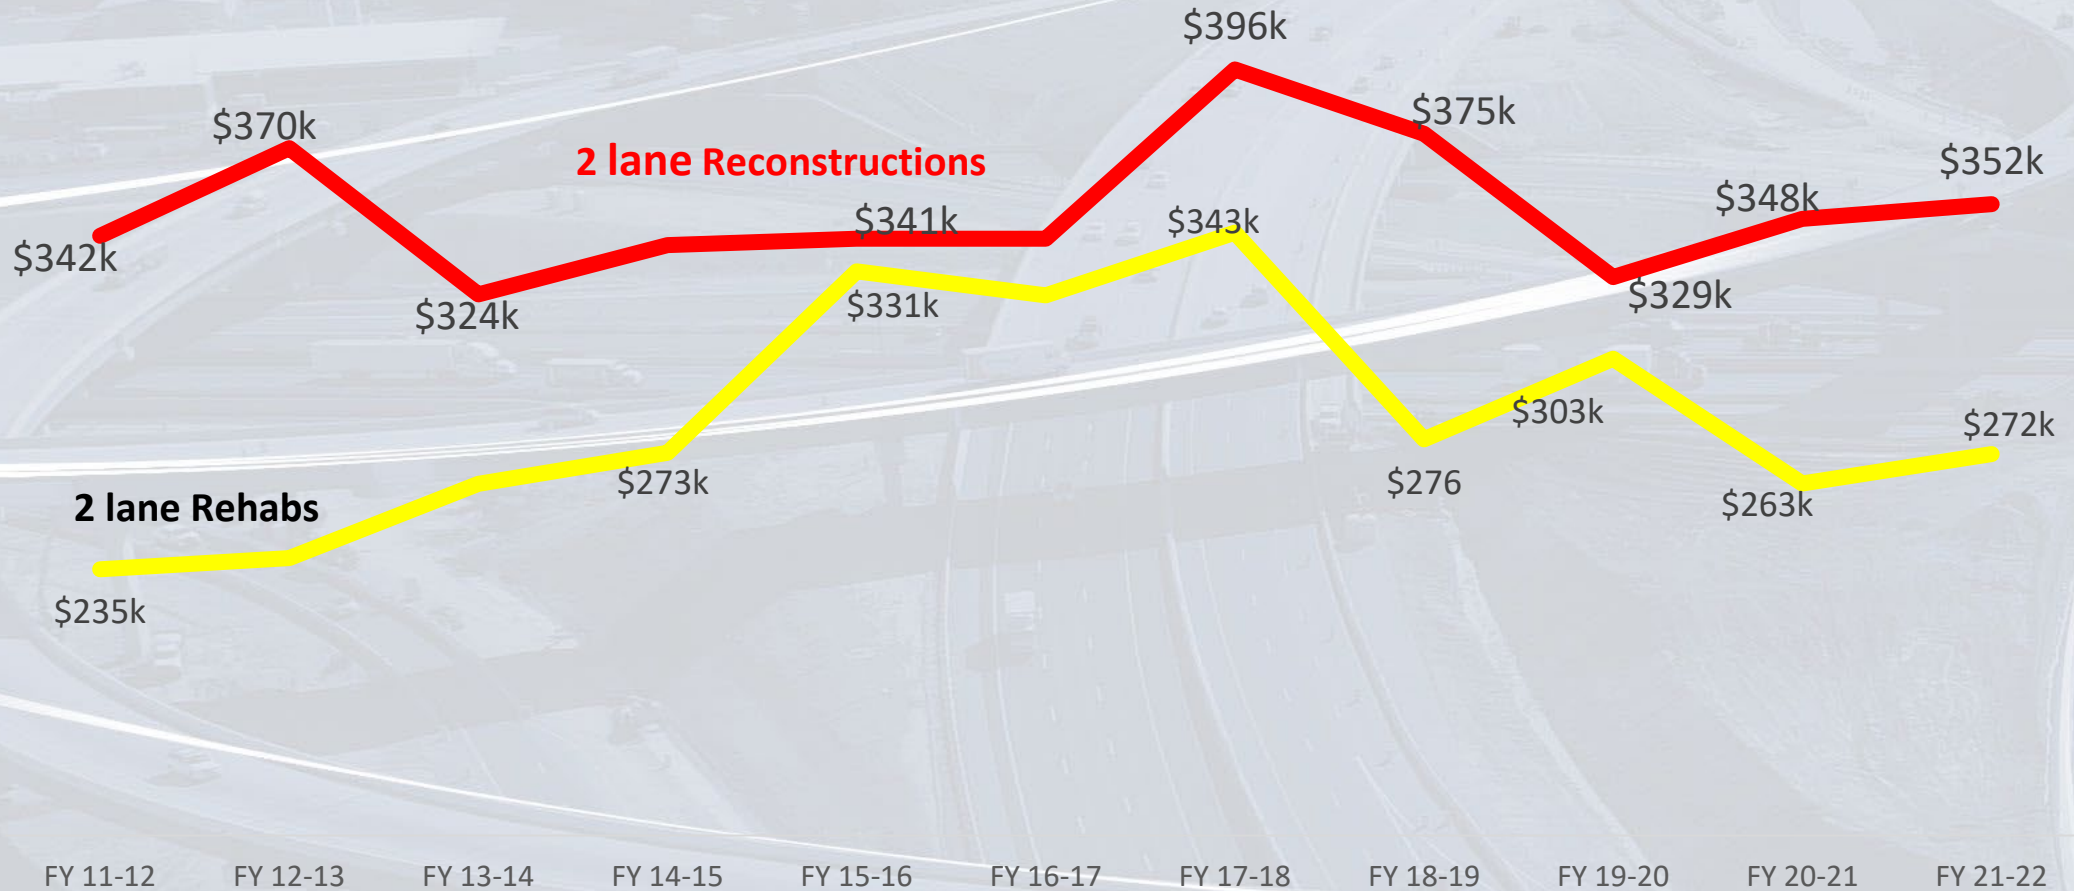 $396k
$370k
$375k
2 lane Reconstructions
$352k
$342k
$324k
$341k
$343k
$348k
$331k
$329k
$303k
2 lane Rehabs
$273k
$276
$263k
$272k
$235k
FY 11-12 FY 12-13 FY 13-14 FY 14-15 FY 15-16 FY 16-17 FY 17-18 FY 18-19 FY 19-20 FY 20-21 FY 21-22